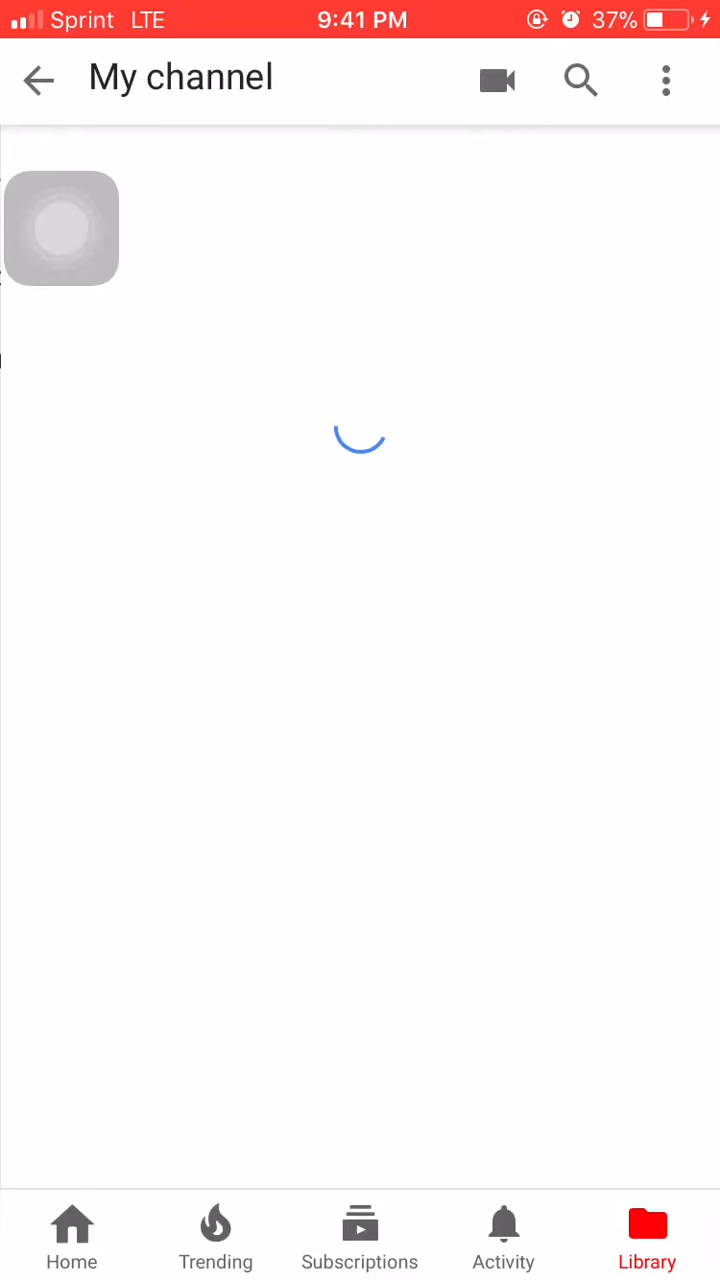 Sprint LTE 9:41 PM 37%
My channel
Home Trending Subscriptions Activity Library